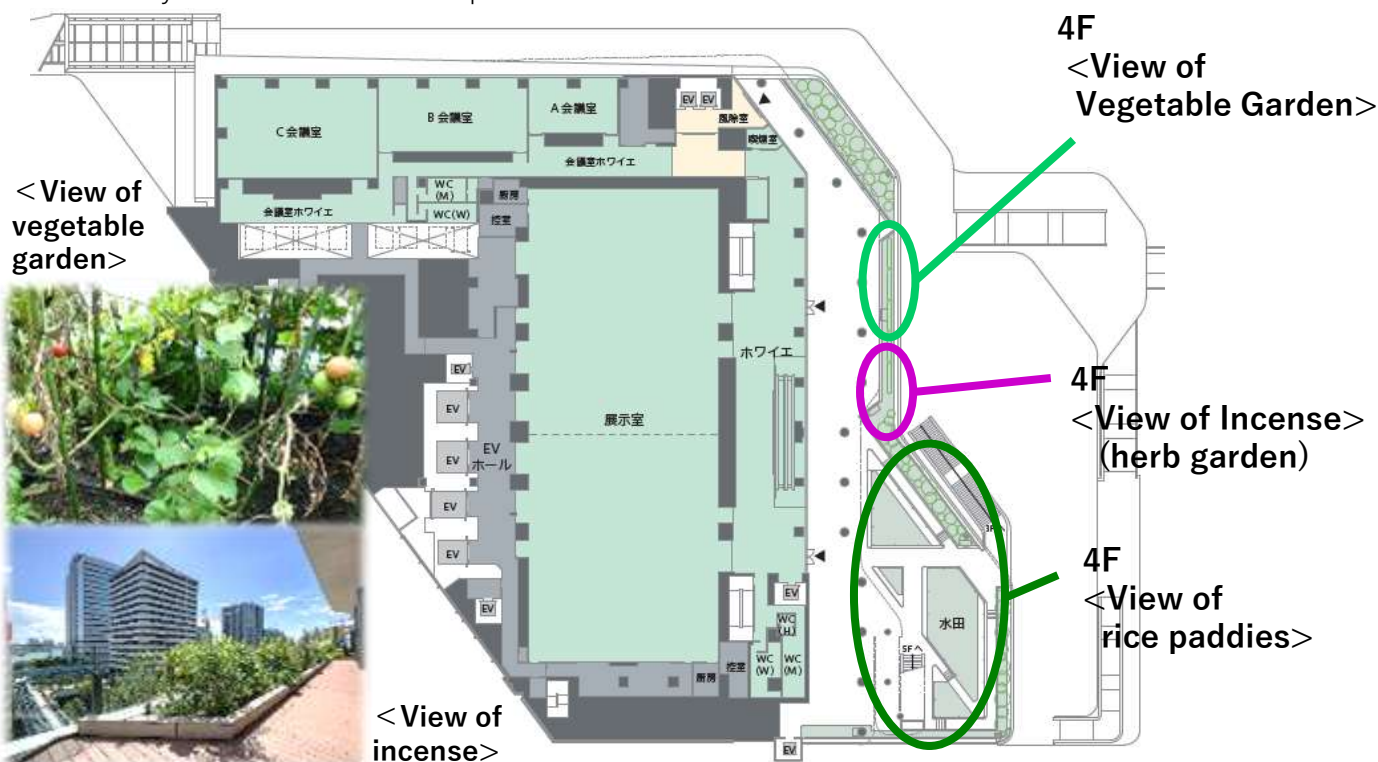 4F
<View of
Vegetable Garden>
C会議室
B会議室
A会議室
EV
EV
風除室
喫煙室
会議室ホワイエ
<View of
vegetable
garden>
会議室ホワイエ
WC
(M)
WC(W)
厨房
控室
ホワイエ
EV
EV
EV
EV
EV
EV
ホール
展示室
4F
<View of Incense>
(herb garden)
3Fへ
4F
<View of
rice paddies>
水田
5Fへ
EV
EV
WC
(H)
WC
(W)
WC
(M)
控室
厨房
<View of
incense>
EV